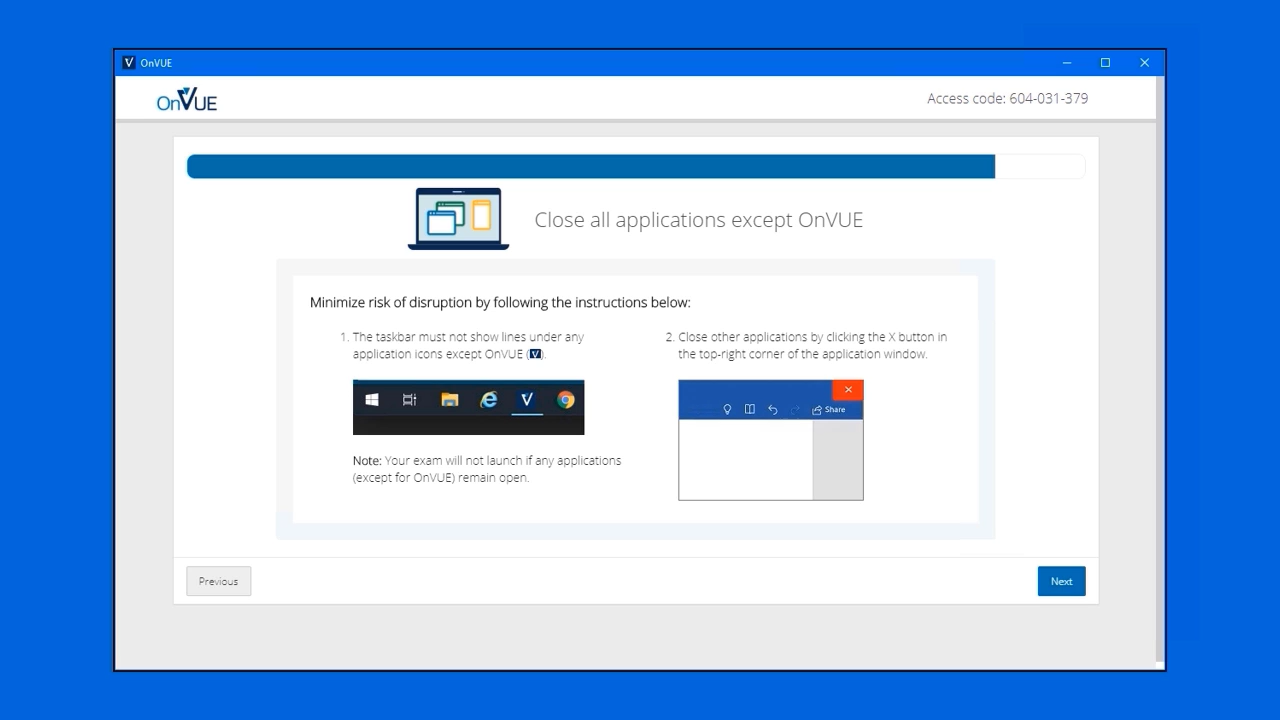 OnVUE
OnVUE
Access code: 604-031-379
Close all applications except OnVUE
Minimize risk of disruption by following the instructions below:
1. The taskbar must not show lines under any
application icons except OnVUE (V).
Note: Your exam will not launch if any applications
(except for OnVUE) remain open.
2. Close other applications by clicking the X button in
the top-right corner of the application window.
Share
Previous
Next